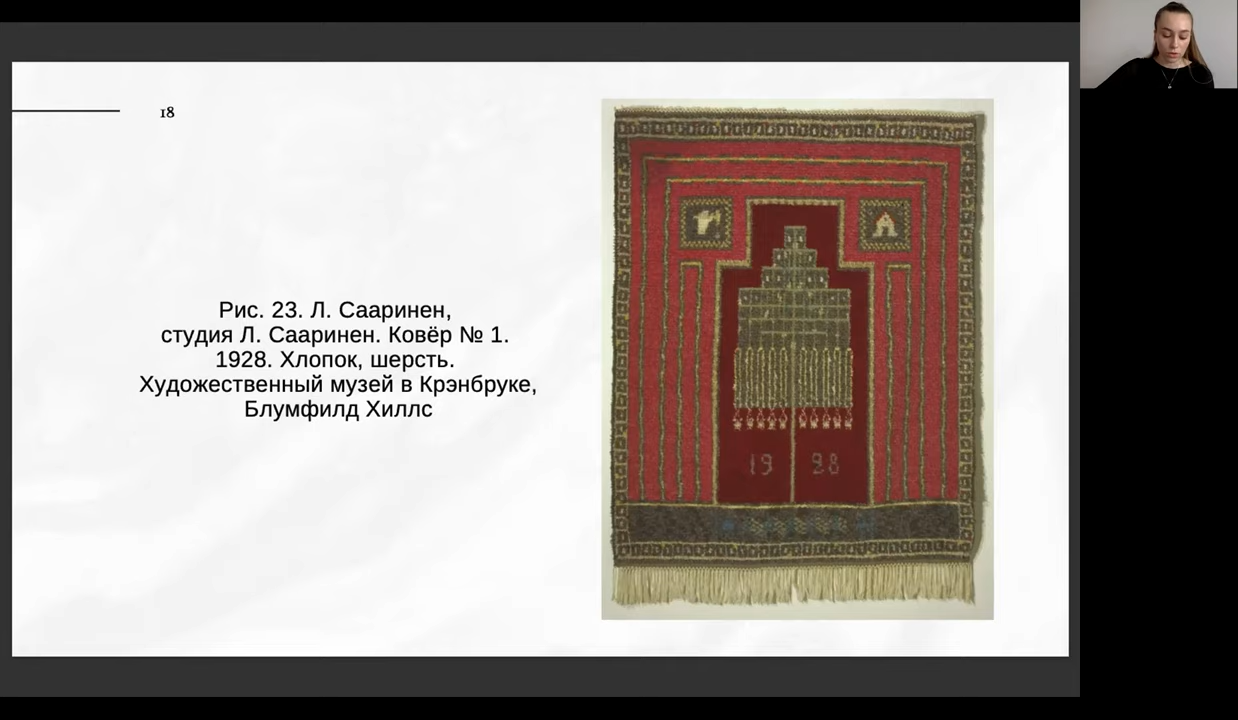 18
Рис. 23. Л. Сааринен,
студия Л. Сааринен. Ковёр № 1.
1928. Хлопок, шерсть.
Художественный музей в Крэнбруке,
Блумфилд Хиллс
19 28